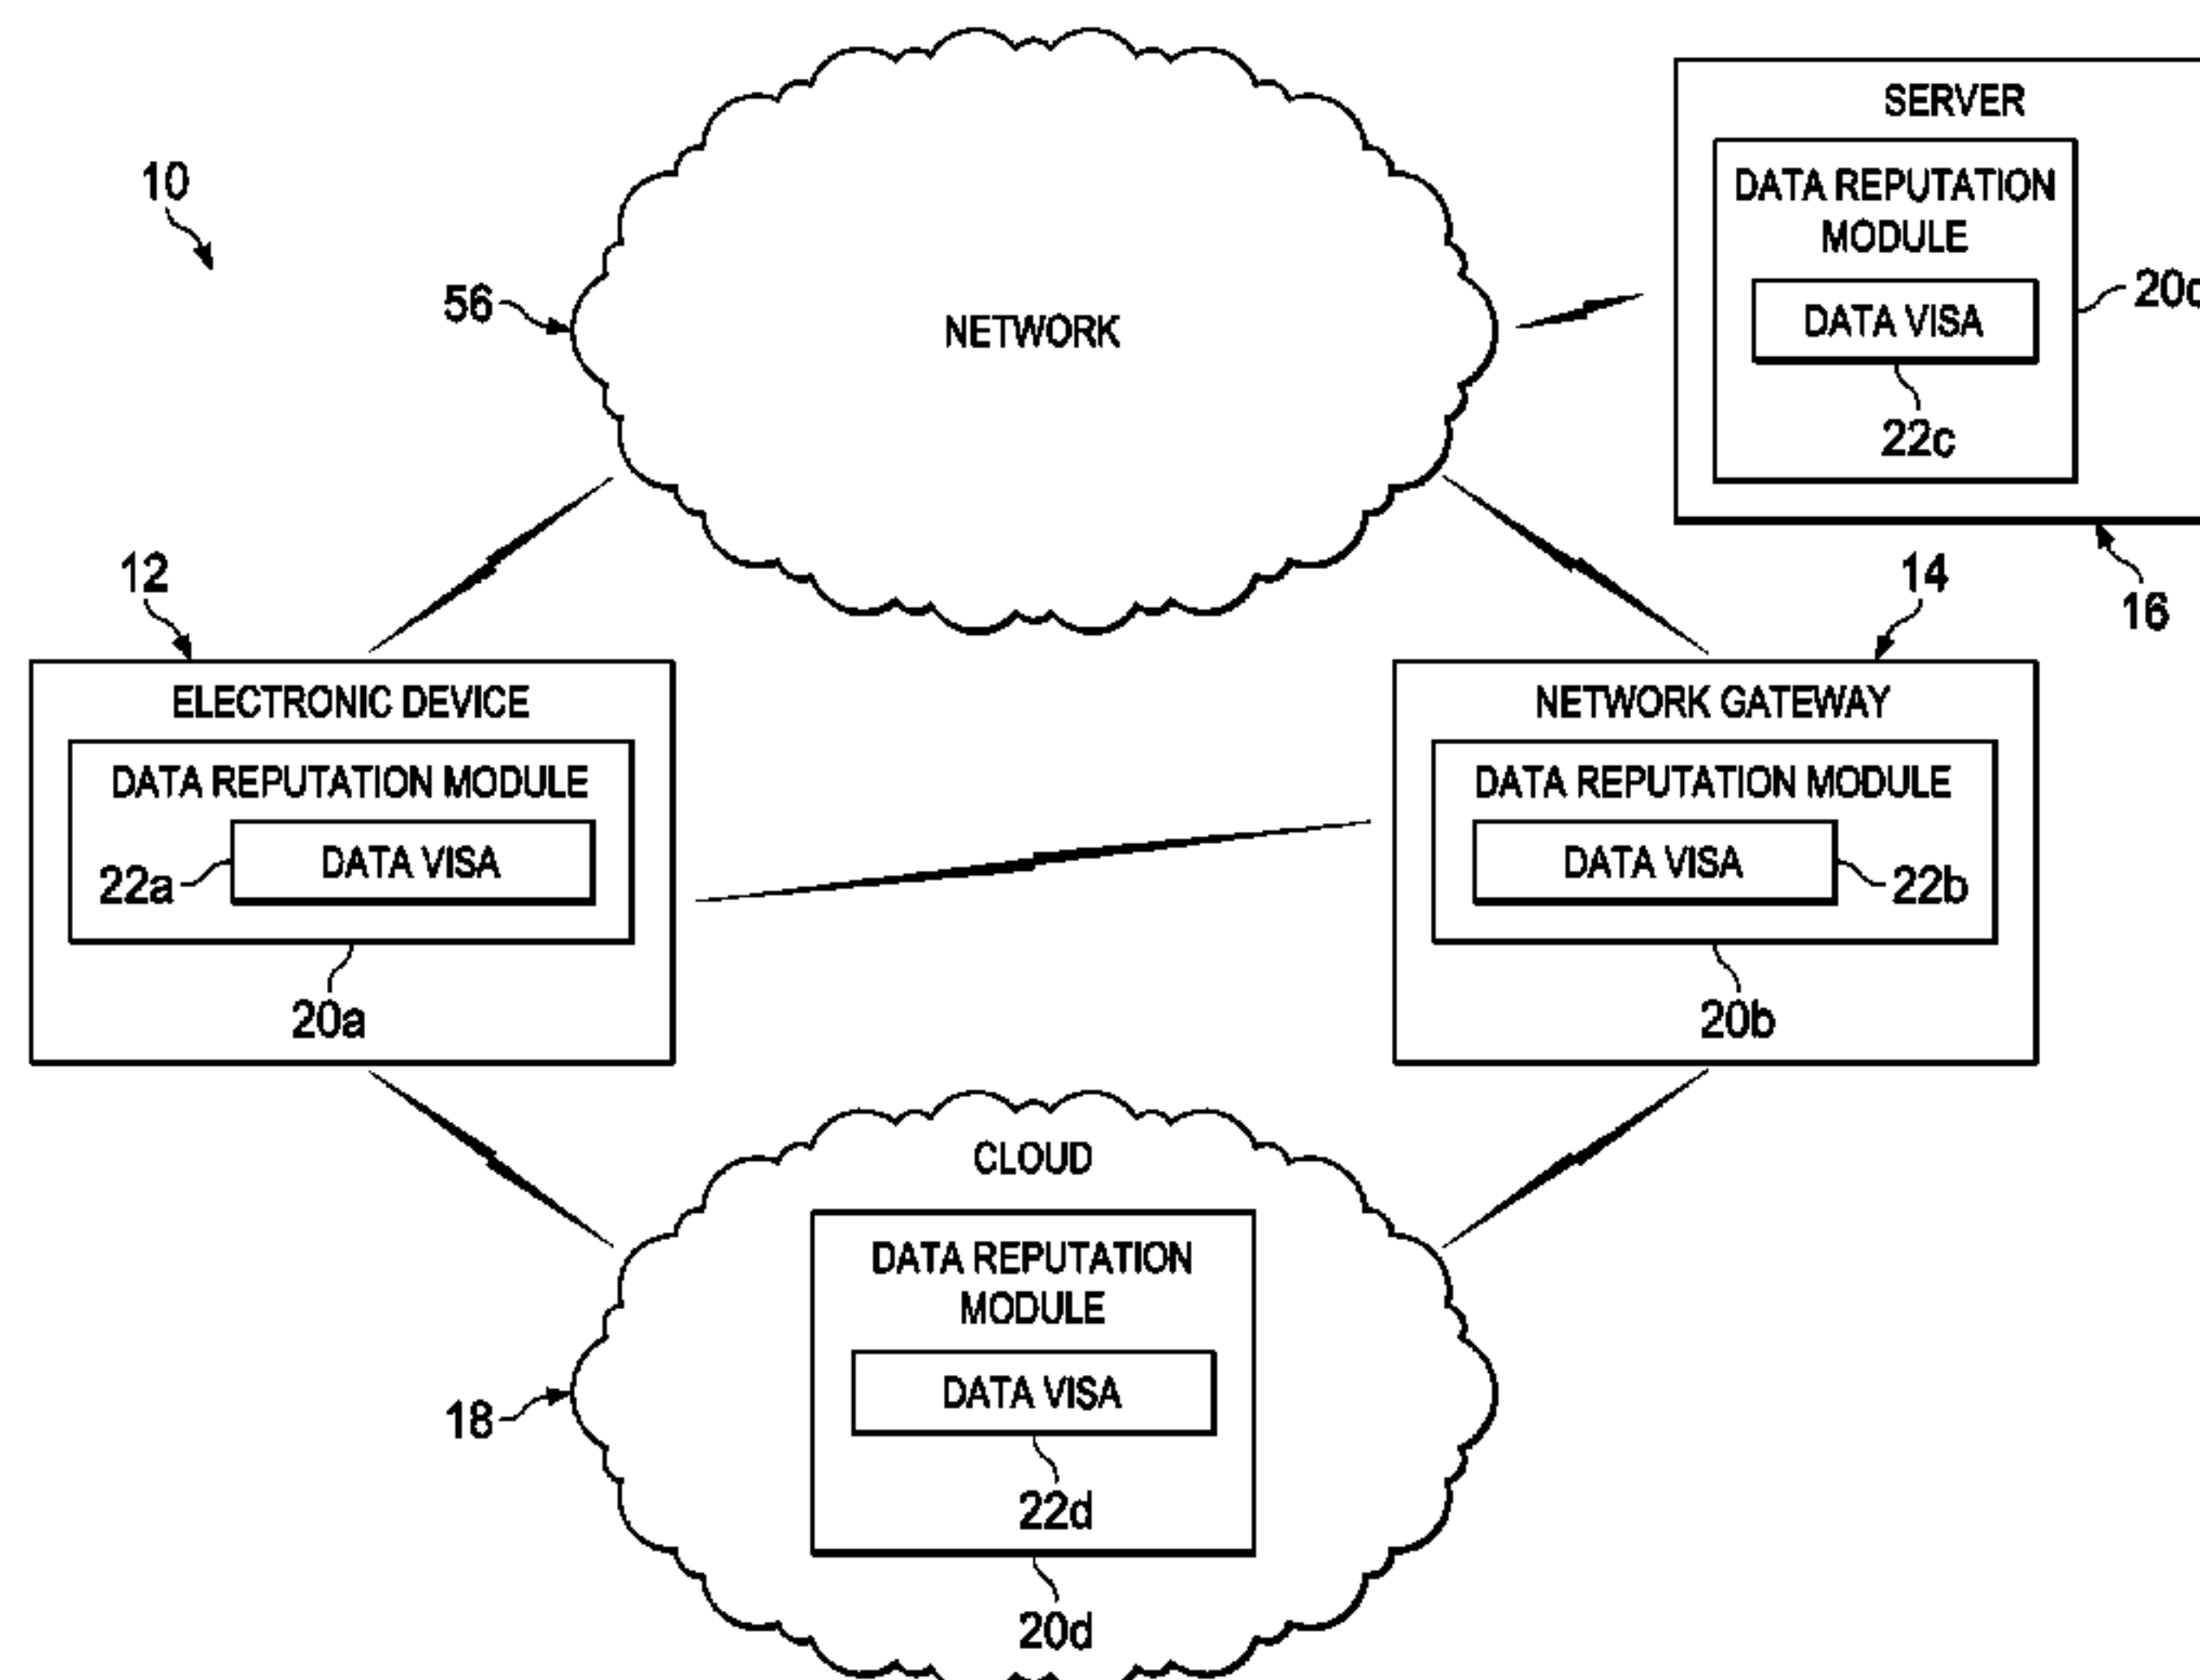 10
56
NETWORK
SERVER
DATA REPUTATION
MODULE
DATA VISA
22c
16
12
ELECTRONIC DEVICE
DATA REPUTATION MODULE
DATA VISA
22a
20a
14
NETWORK GATEWAY
DATA REPUTATION MODULE
DATA VISA
22b
20b
CLOUD
DATA REPUTATION
MODULE
DATA VISA
22d
20d
18